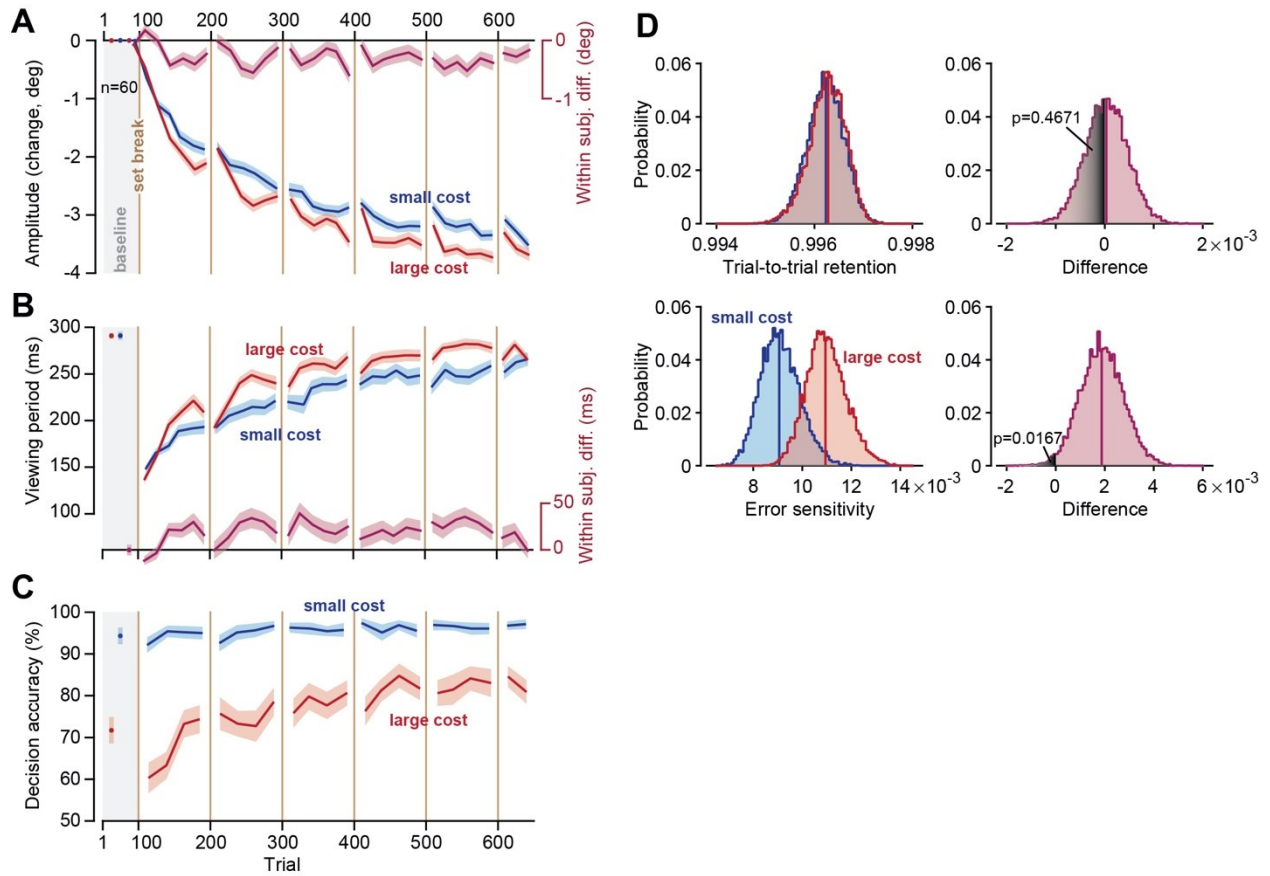 A
1 100 200 300 400 500 600
0
-1
-2
-3
-4
Amplitude (change, deg)
n=60
baseline
set break
small cost
large cost
0
-1
Within subj. diff. (deg)
B
300
250
200
150
100
Viewing period (ms)
large cost
small cost
50
0
Within subj. diff. (ms)
C
100
90
80
70
60
50
Decision accuracy (%)
small cost
large cost
1 100 200 300 400 500 600
Trial
D
0.06
0.04
0.02
0
Probability
0.994 0.996 0.998
Trial-to-trial retention
0.06
0.04
0.02
0
p=0.4671
-2 0 2×10⁻³
Difference
0.06
0.04
0.02
0
Probability
small cost
large cost
8 10 12 14×10⁻³
Error sensitivity
0.06
0.04
0.02
0
p=0.0167
-2 0 2 4 6×10⁻³
Difference